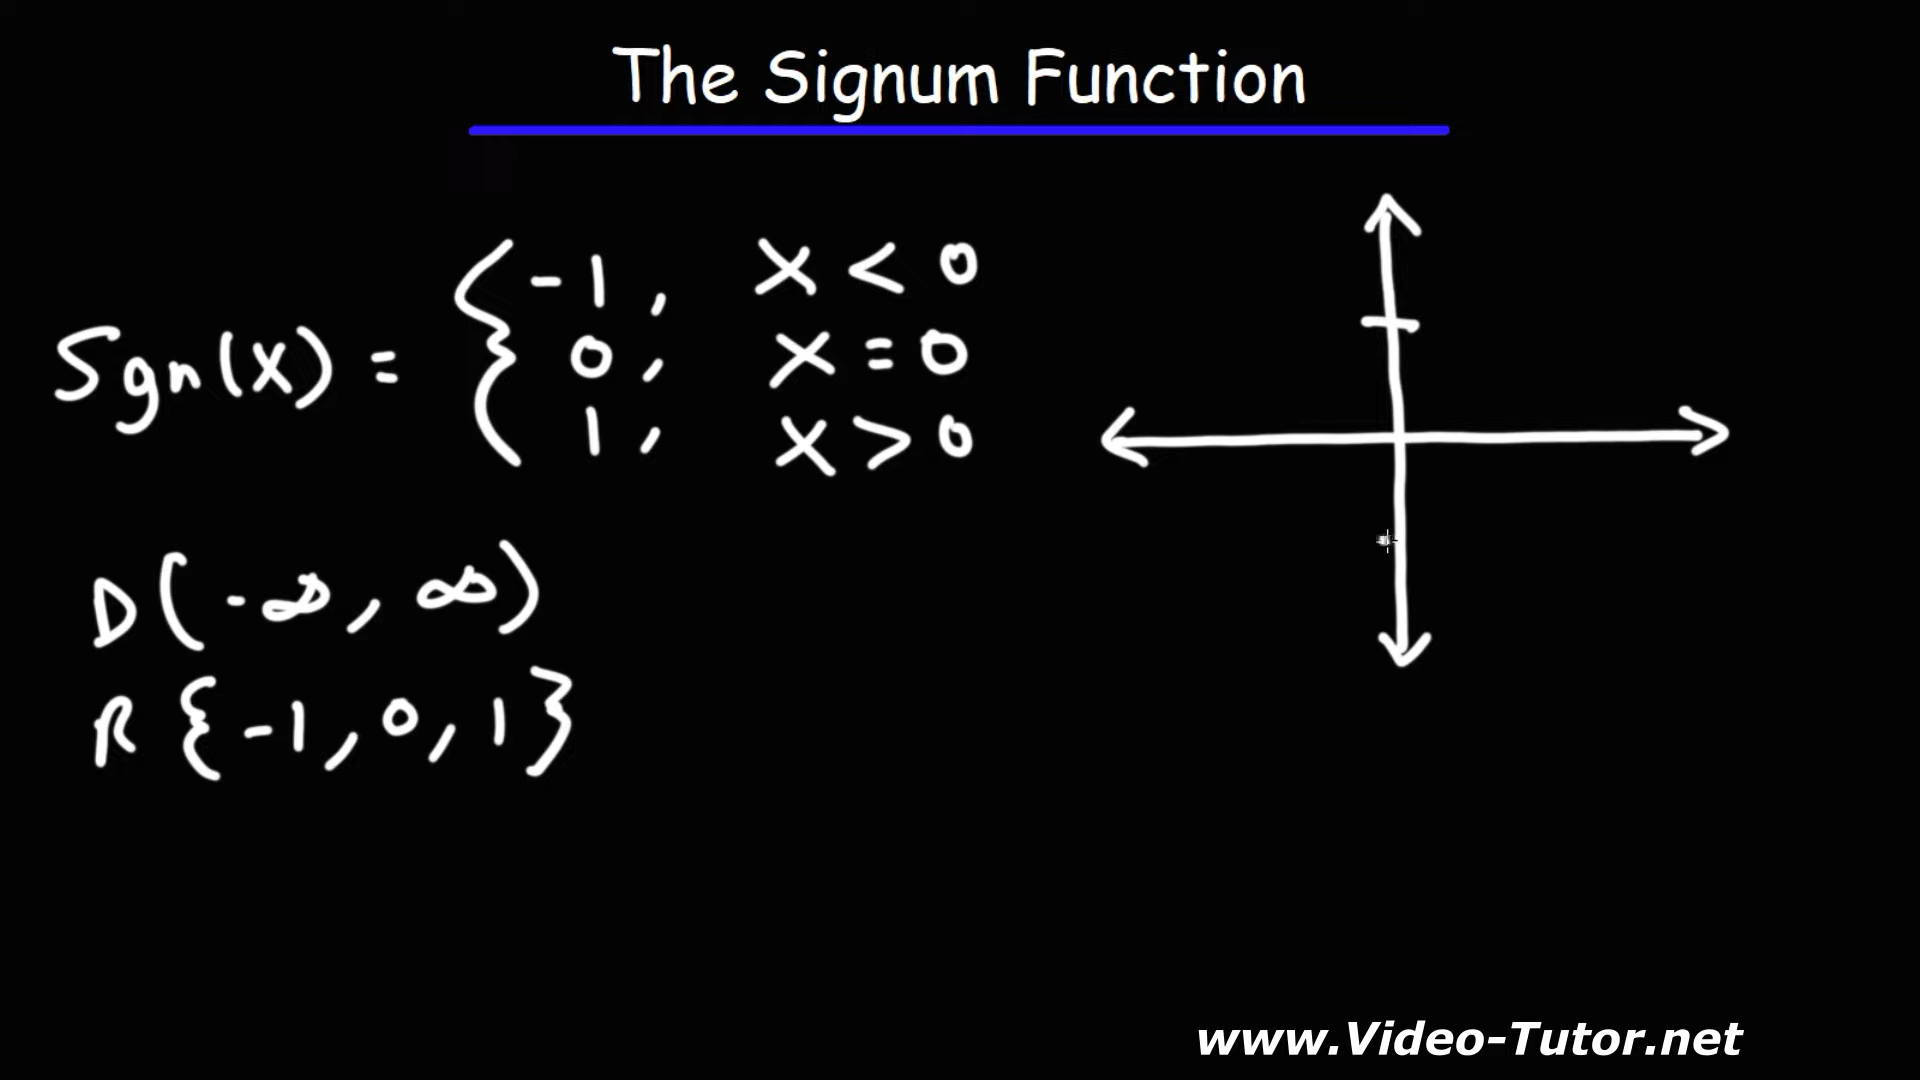 The Signum Function
Sgn(x) = { -1, x < 0
0, x = 0
1, x > 0
D (-∞, ∞)
R {-1, 0, 1}
www.Video-Tutor.net